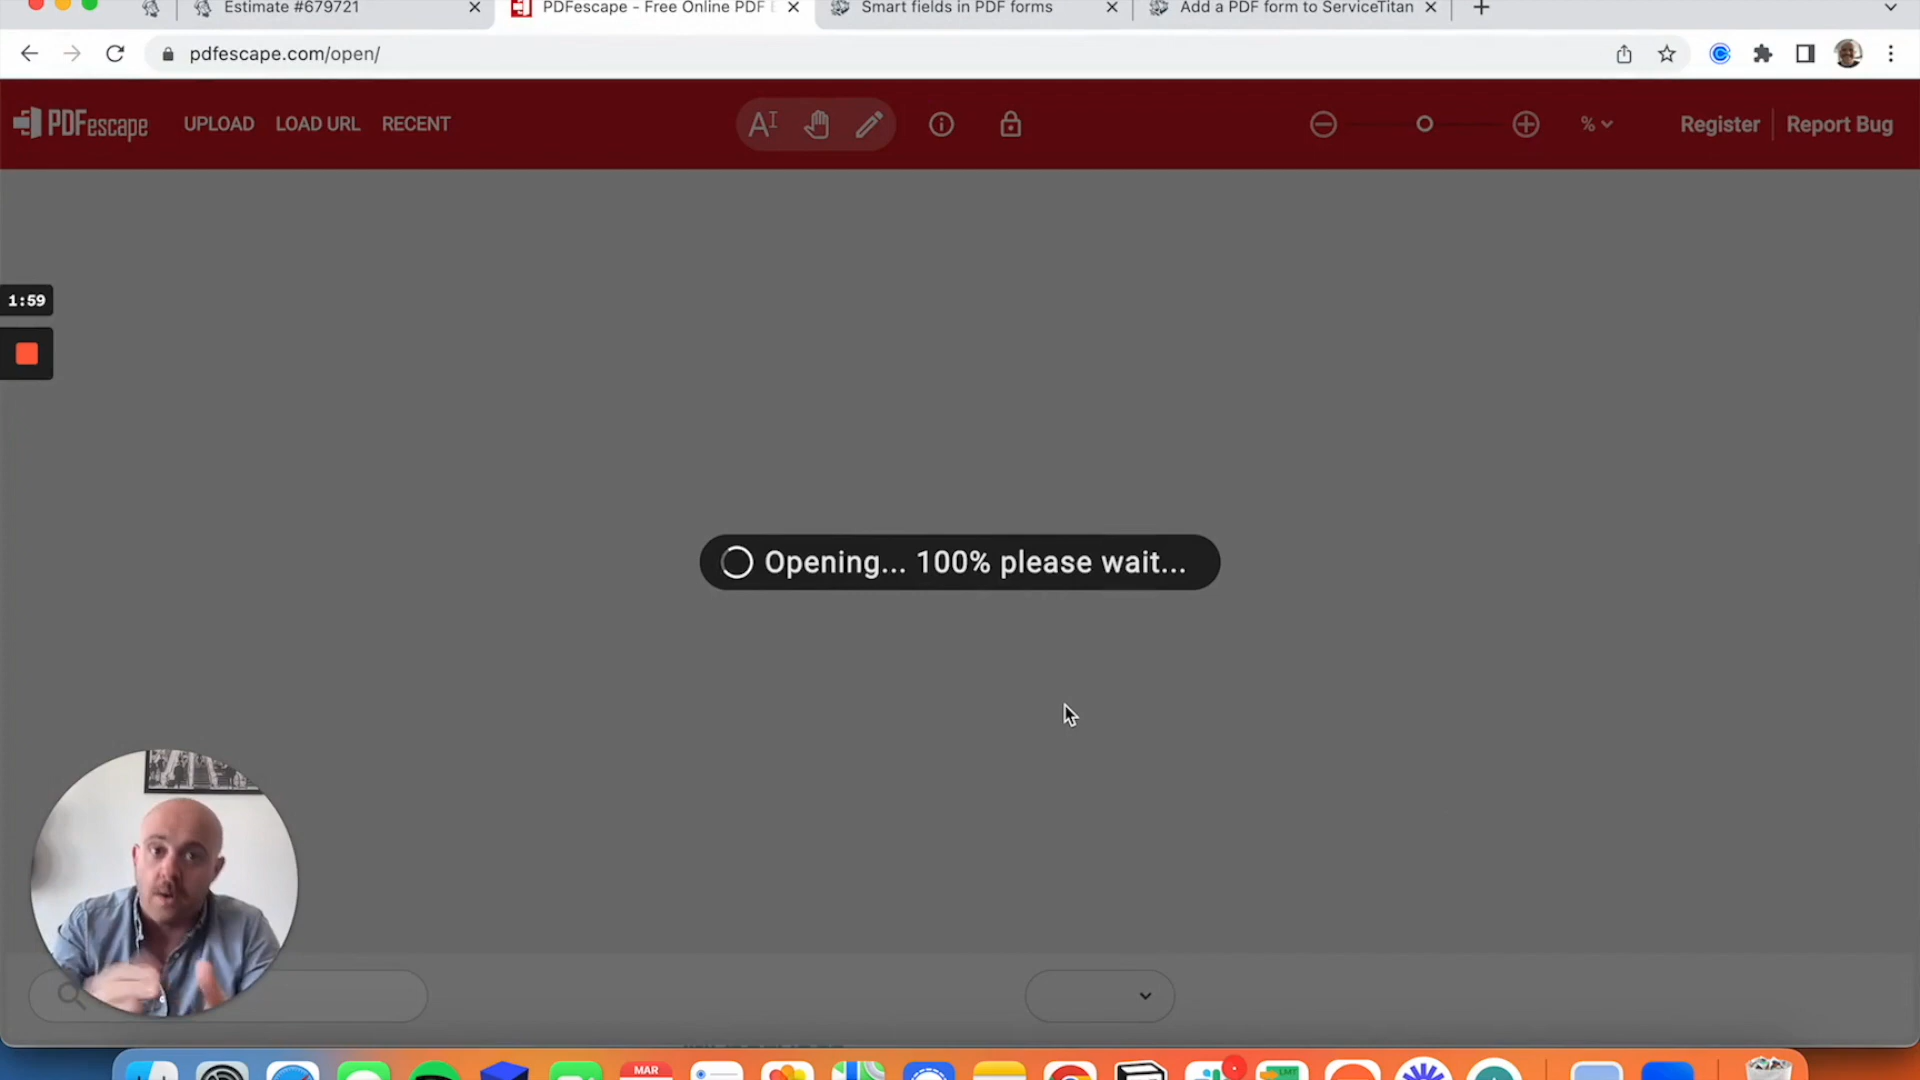 Estimate #679721
PDFescape - Free Online PDF E
Smart fields in PDF forms
Add a PDF form to ServiceTitan
pdfescape.com/open/
PDFescape
UPLOAD
LOAD URL
RECENT
%
Register
Report Bug
1:59
Opening... 100% please wait...
MAR